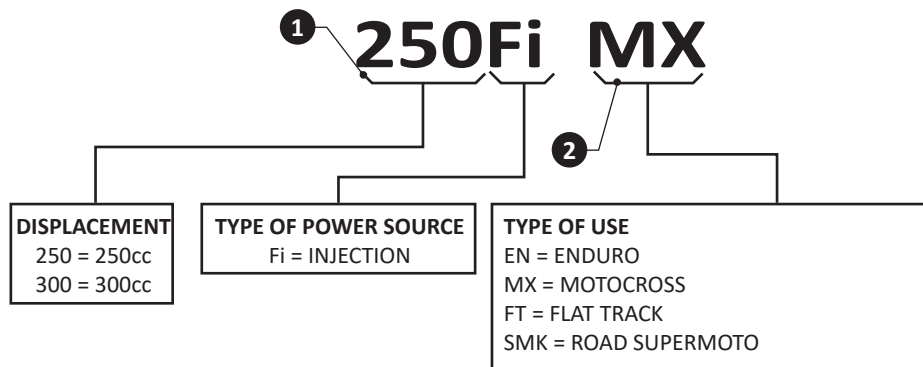 1
250Fi MX
2
DISPLACEMENT
250 = 250cc
300 = 300cc
TYPE OF POWER SOURCE
Fi = INJECTION
TYPE OF USE
EN = ENDURO
MX = MOTOCROSS
FT = FLAT TRACK
SMK = ROAD SUPERMOTO